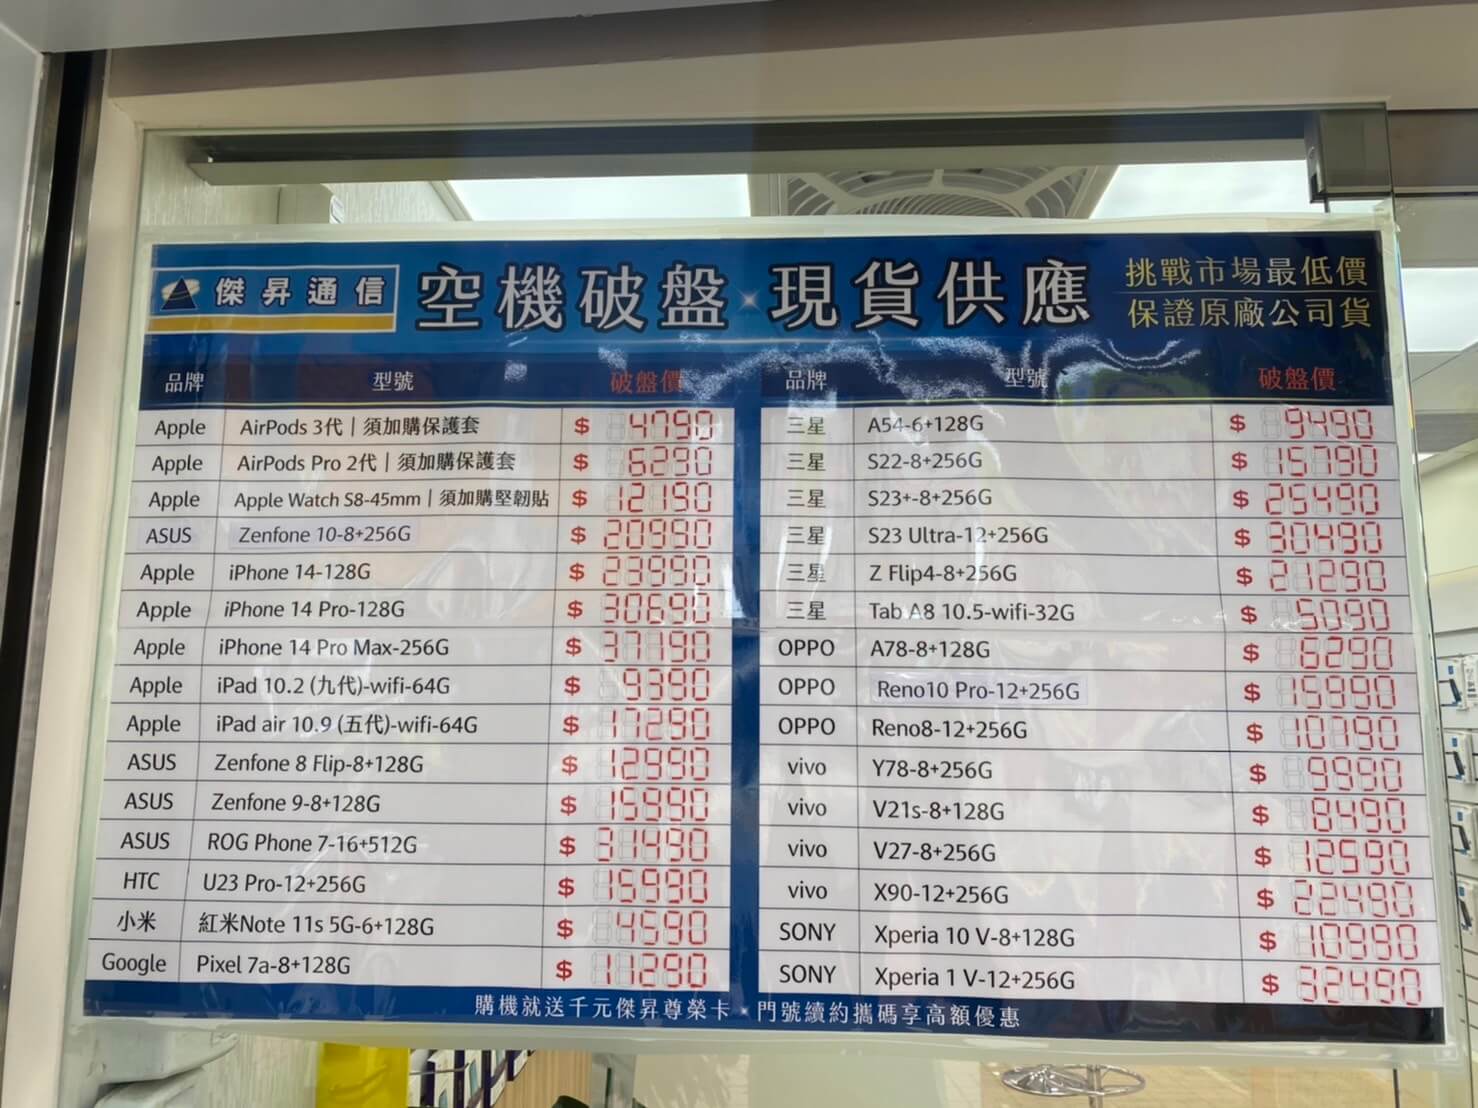 傑昇通信
空機破盤 現貨供應
挑戰市場最低價
保證原廠公司貨
品牌 型號 破盤價
Apple AirPods 3代 | 須加購保護套 $ 4790
Apple AirPods Pro 2代 | 須加購保護套 $ 6290
Apple Apple Watch S8-45mm | 須加購堅韌貼 $ 12190
ASUS Zenfone 10-8+256G $ 20990
Apple iPhone 14-128G $ 23990
Apple iPhone 14 Pro-128G $ 30690
Apple iPhone 14 Pro Max-256G $ 37190
Apple iPad 10.2 (九代)-wifi-64G $ 9390
Apple iPad air 10.9 (五代)-wifi-64G $ 17290
ASUS Zenfone 8 Flip-8+128G $ 12990
ASUS Zenfone 9-8+128G $ 15990
ASUS ROG Phone 7-16+512G $ 31490
HTC U23 Pro-12+256G $ 15990
小米 紅米Note 11s 5G-6+128G $ 4590
Google Pixel 7a-8+128G $ 11290
品牌 型號 破盤價
三星 A54-6+128G $ 9490
三星 S22-8+256G $ 15790
三星 S23+-8+256G $ 25490
三星 S23 Ultra-12+256G $ 30490
三星 Z Flip4-8+256G $ 21290
三星 Tab A8 10.5-wifi-32G $ 5090
OPPO A78-8+128G $ 6290
OPPO Reno10 Pro-12+256G $ 15990
OPPO Reno8-12+256G $ 10790
vivo Y78-8+256G $ 9990
vivo V21s-8+128G $ 8490
vivo V27-8+256G $ 12590
vivo X90-12+256G $ 22490
SONY Xperia 10 V-8+128G $ 10990
SONY Xperia 1 V-12+256G $ 32490
購機就送千元傑昇尊榮卡 門號續約攜碼享高額優惠